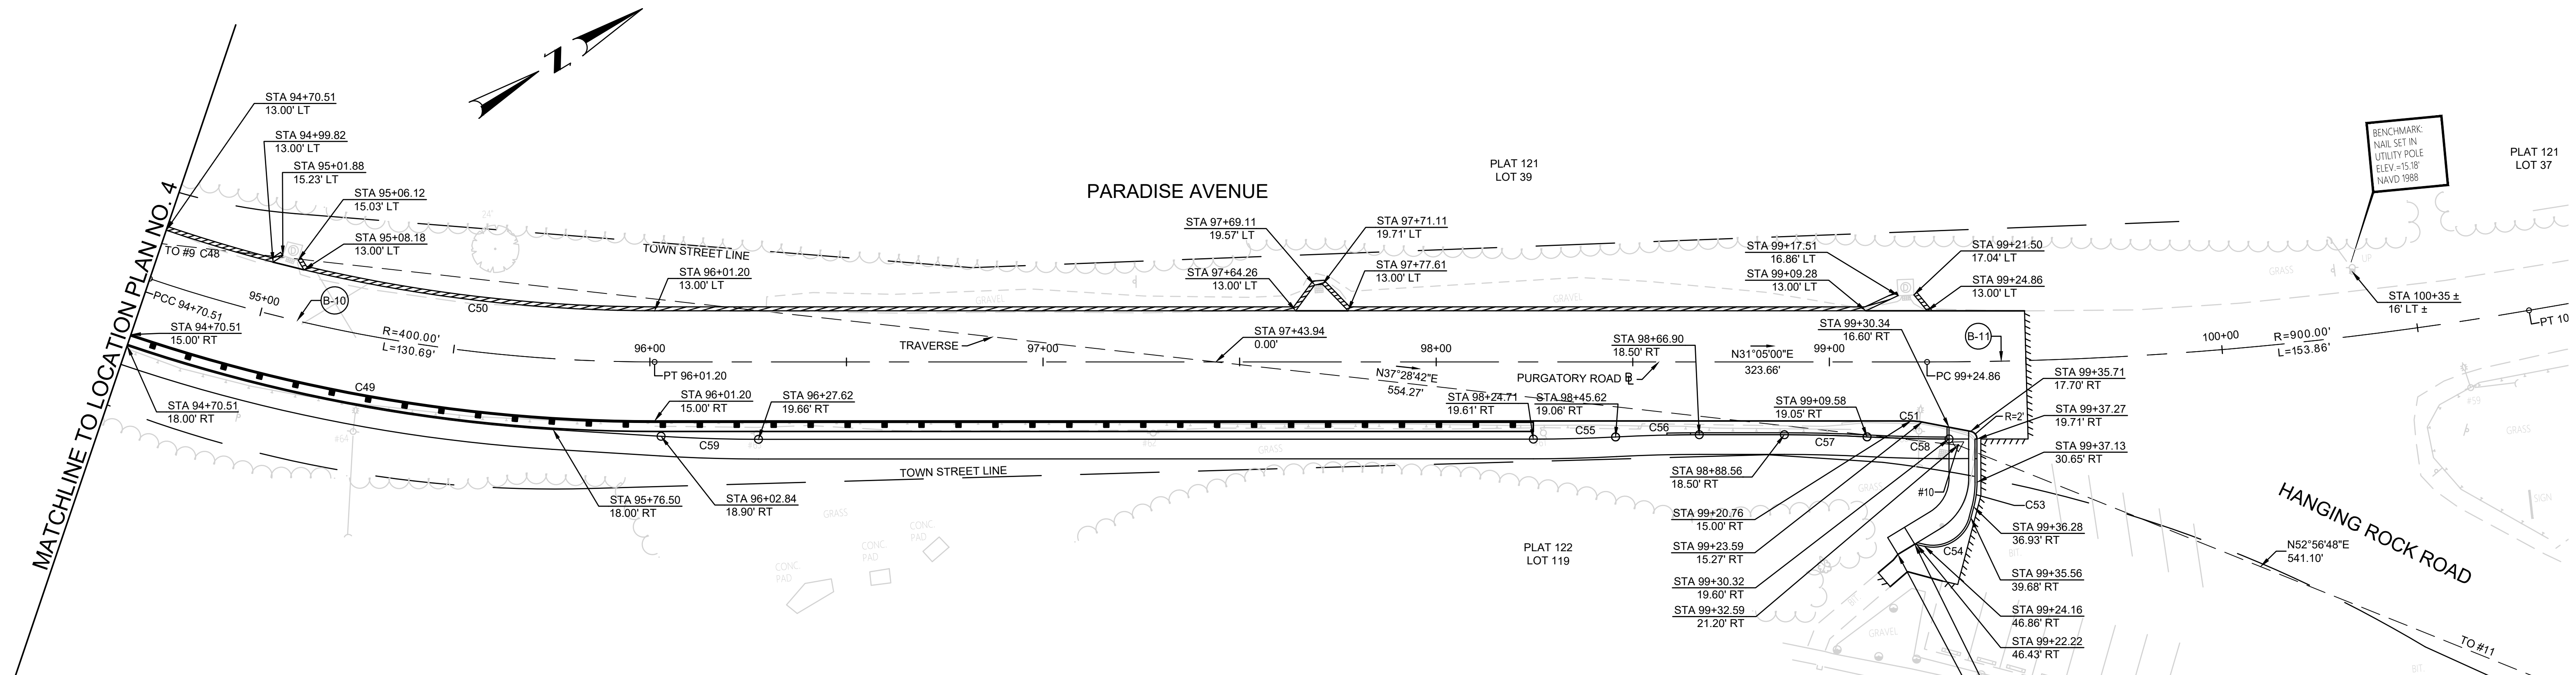 STA 94+70.51
13.00' LT
STA 94+99.82
13.00' LT
STA 95+01.88
15.23' LT
STA 95+06.12
15.03' LT
STA 95+08.18
13.00' LT
Z
MATCHLINE TO LOCATION PLAN NO. 4
TO #9 C48
PCC 94+70.51
95+00
B-10
STA 94+70.51
15.00' RT
R=400.00'
L=130.69'
C50
C49
24'
TOWN STREET LINE
STA 96+01.20
13.00' LT
96+00
PT 96+01.20
STA 96+01.20
15.00' RT
STA 96+27.62
19.66' RT
STA 94+70.51
18.00' RT
#64
C59
STA 95+76.50
18.00' RT
STA 96+02.84
18.90' RT
GRASS
CONC.
PAD
CONC.
PAD
CONC.
PAD
TOWN STREET LINE
PARADISE AVENUE
GRAVEL
TRAVERSE
97+00
STA 97+69.11
19.57' LT
STA 97+71.11
19.71' LT
STA 97+64.26
13.00' LT
STA 97+77.61
13.00' LT
GRAVEL
STA 97+43.94
0.00'
N37°28'42"E
554.27'
98+00
PURGATORY ROAD ℄
STA 98+66.90
18.50' RT
N31°05'00"E
323.66'
STA 98+24.71
19.61' RT
STA 98+45.62
19.06' RT
C55
C56
GRASS
PLAT 121
LOT 39
STA 99+17.51
16.86' LT
STA 99+21.50
17.04' LT
STA 99+09.28
13.00' LT
STA 99+24.86
13.00' LT
STA 99+30.34
16.60' RT
99+00
B-11
PC 99+24.86
STA 99+09.58
19.05' RT
C57
C51
C58
R=2'
STA 99+35.71
17.70' RT
STA 99+37.27
19.71' RT
STA 99+37.13
30.65' RT
C53
STA 98+88.56
18.50' RT
#10
GRASS
STA 99+20.76
15.00' RT
STA 99+23.59
15.27' RT
STA 99+30.32
19.60' RT
STA 99+32.59
21.20' RT
STA 99+36.28
36.93' RT
C54
STA 99+35.56
39.68' RT
STA 99+24.16
46.86' RT
STA 99+22.22
46.43' RT
PLAT 122
LOT 119
BIT.
GRAVEL
BIT.
BENCHMARK:
NAIL SET IN
UTILITY POLE
ELEV.=15.18'
NAVD 1988
PLAT 121
LOT 37
GRASS
UP
STA 100+35 ±
16' LT ±
100+00
R=900.00'
L=153.86'
PT 10
#59
GRASS
SIGN
HANGING ROCK ROAD
N52°56'48"E
541.10'
TO #11
BIT.